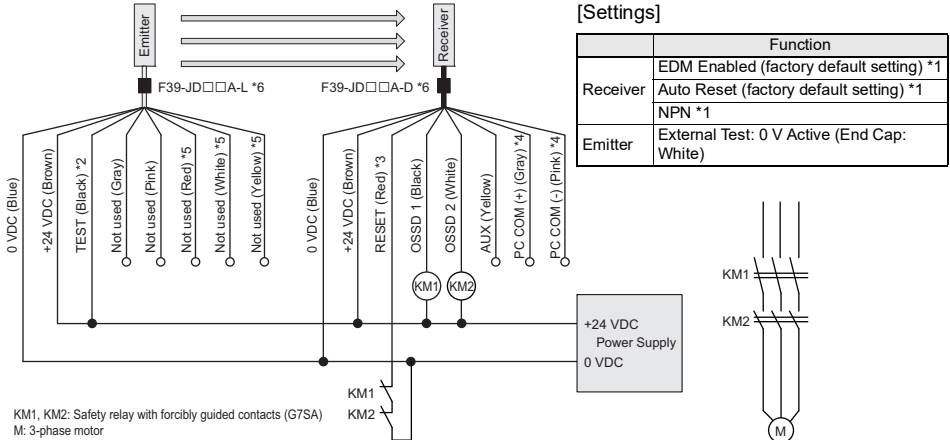 [Settings]
Function
Receiver
EDM Enabled (factory default setting) *1
Auto Reset (factory default setting) *1
NPN *1
Emitter
External Test: 0 V Active (End Cap: White)
Emitter
Receiver
F39-JD□□A-L *6
F39-JD□□A-D *6
0 VDC (Blue)
+24 VDC (Brown)
TEST (Black) *2
Not used (Gray)
Not used (Pink)
Not used (Red) *5
Not used (White) *5
Not used (Yellow) *5
0 VDC (Blue)
+24 VDC (Brown)
RESET (Red) *3
OSSD 1 (Black)
OSSD 2 (White)
AUX (Yellow)
PC COM (+) (Gray) *4
PC COM (-) (Pink) *4
KM1
KM2
+24 VDC
Power Supply
0 VDC
KM1
KM2
KM1
KM2
M
KM1, KM2: Safety relay with forcibly guided contacts (G7SA)
M: 3-phase motor